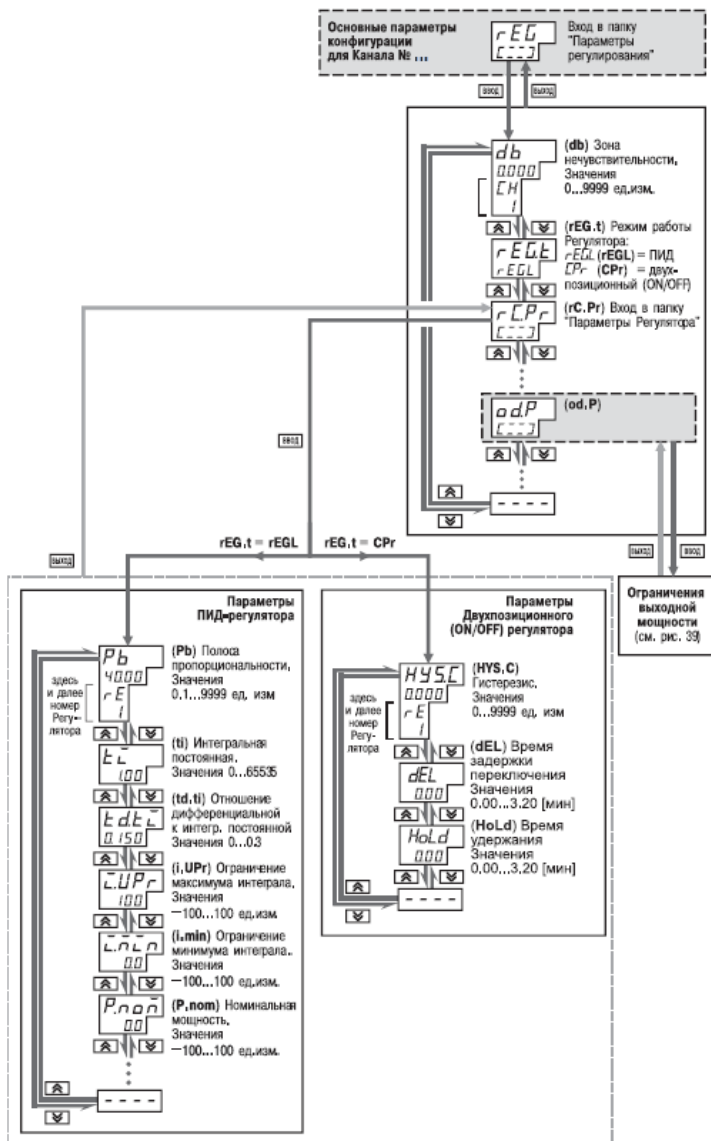 Основные параметры
конфигурации
для Канала № ...
rEG
[---]
Вход в папку
"Параметры
регулирования"
ввод
выход
db
0.000
CH
1
(db) Зона
нечувствительности,
Значения
0...9999 ед.изм.
rEG.t
rEGL
(rEG.t) Режим работы
Регулятора:
rEGL (rEGL) = ПИД
CPr (CPr) = двух-
позиционный (ON/OFF)
rC.Pr
[---]
(rC.Pr) Вход в папку
"Параметры Регулятора"
od.P
[---]
(od.P)
ввод
- - - -
rEG.t = rEGL
rEG.t = CPr
выход
выход
ввод
Ограничения
выходной
мощности
(см. рис. 39)
Параметры
ПИД-регулятора
Pb
40.00
rE
1
здесь
и далее
номер
Регу-
лятора
(Pb) Полоса
пропорциональности,
Значения
0.1...9999 ед. изм
ti
100
(ti) Интегральная
постоянная.
Значения 0...65535
td.ti
0.150
(td.ti) Отношение
дифференциальной
к интегр. постоянной
Значения 0...0.3
i.UPr
100
(i.UPr) Ограничение
максимума интеграла,
Значения
—100...100 ед.изм
i.min
0.0
(i.min) Ограничение
минимума интеграла..
Значения
—100...100 ед.изм.
P.nom
0.0
(P.nom) Номинальная
мощность,
Значения
—100...100 ед.изм.
- - - -
Параметры
Двухпозиционного
(ON/OFF) регулятора
HYS.C
0.000
rE
1
здесь
и далее
номер
Регу-
лятора
(HYS.C)
Гистерезис,
Значения
0...9999 ед. изм
dEL
0.00
(dEL) Время
задержки
переключения
Значения
0.00...3.20 [мин]
HoLd
0.00
(HoLd) Время
удержания
Значения
0.00...3.20 [мин]
- - - -